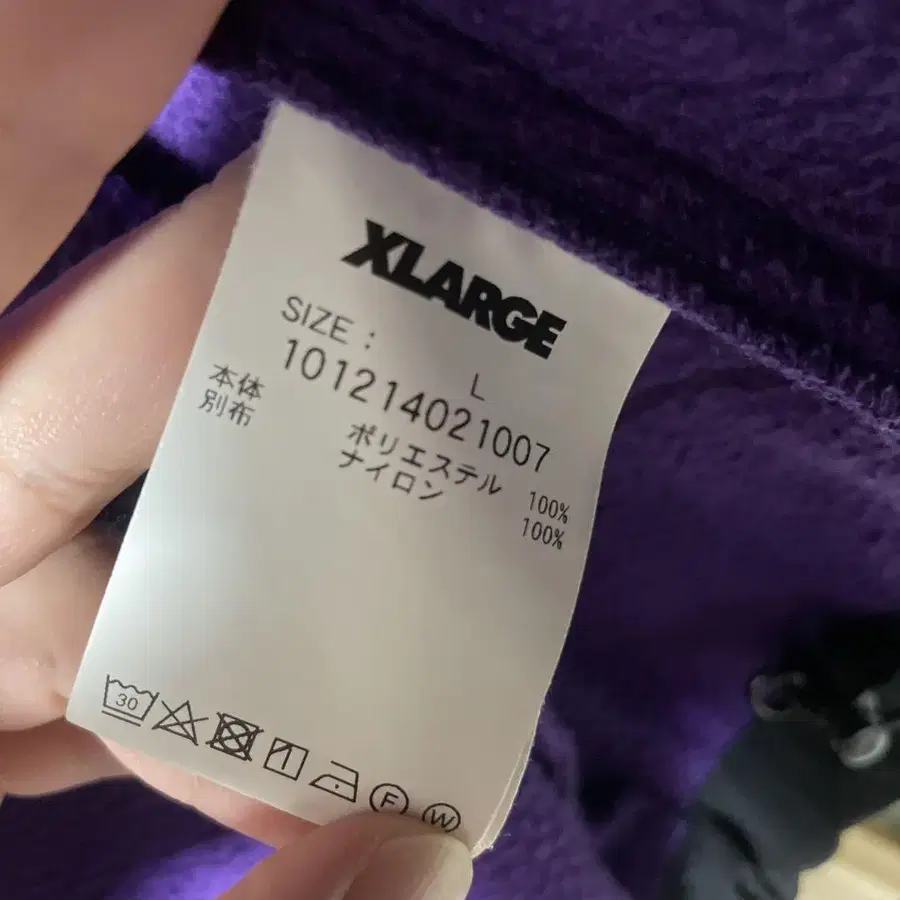 XLARGE
SIZE : L
101214021007
本体 ポリエステル 100%
別布 ナイロン 100%
30
F
W